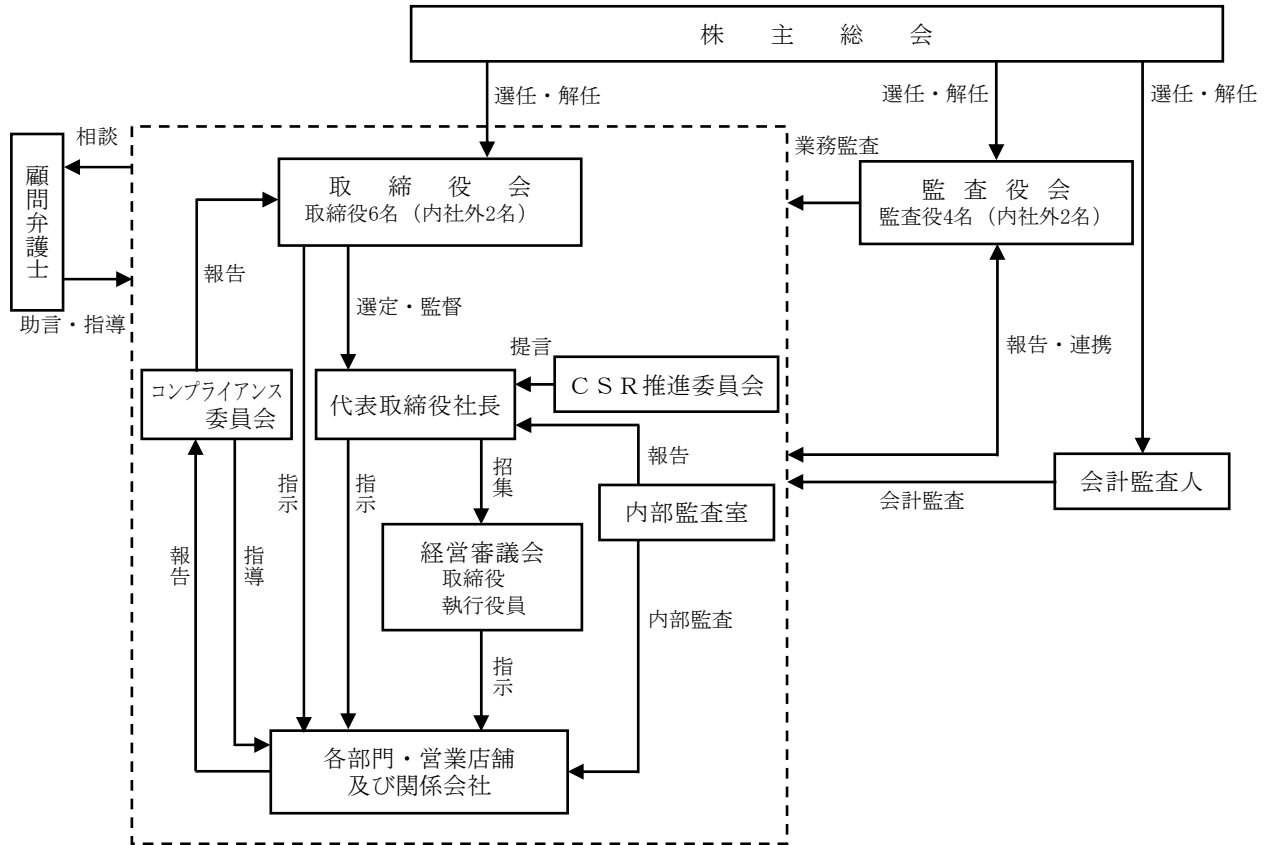 株主総会
選任・解任
選任・解任
選任・解任
相談
顧問弁護士
助言・指導
業務監査
取締役会
取締役6名（内社外2名）
監査役会
監査役4名（内社外2名）
報告
選定・監督
提言
報告・連携
コンプライアンス
委員会
代表取締役社長
ＣＳＲ推進委員会
報告
招集
指示
指示
内部監査室
会計監査
会計監査人
経営審議会
取締役
執行役員
報告
指導
内部監査
指示
各部門・営業店舗
及び関係会社